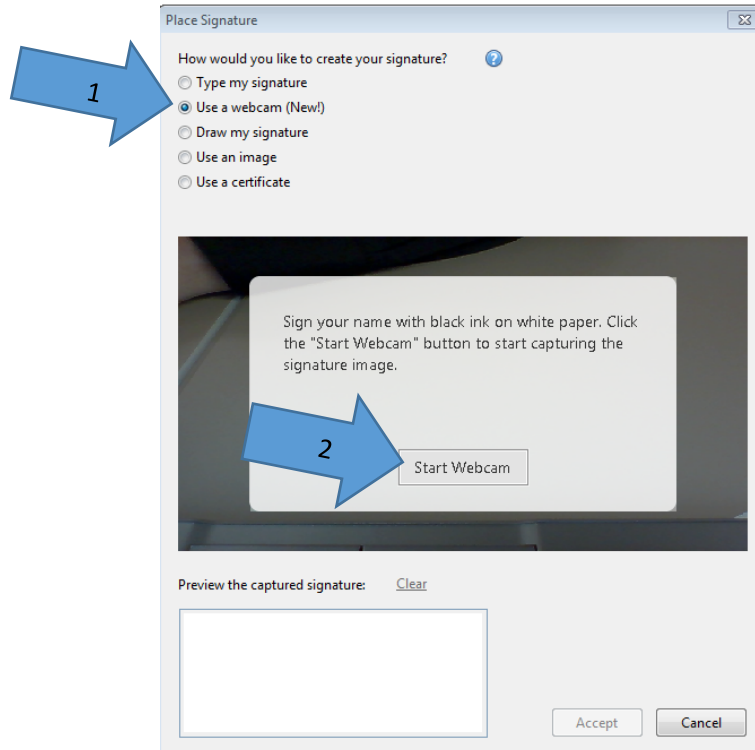 Place Signature
How would you like to create your signature?
Type my signature
1
Use a webcam (New!)
Draw my signature
Use an image
Use a certificate
Sign your name with black ink on white paper. Click
the "Start Webcam" button to start capturing the
signature image.
2
Start Webcam
Preview the captured signature: Clear
Accept Cancel